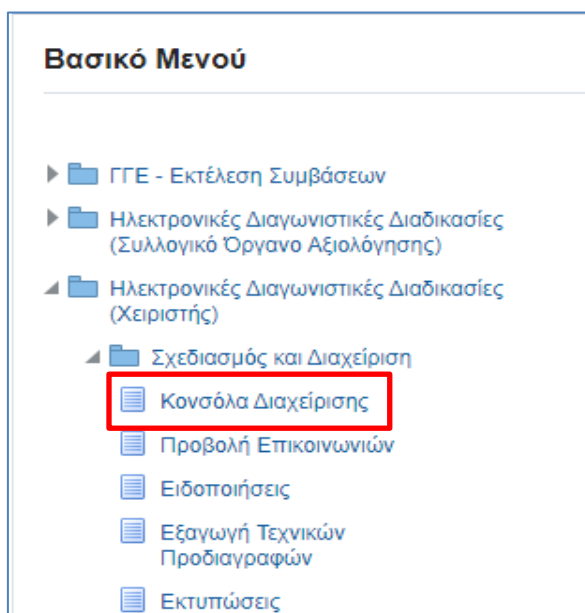 Βασικό Μενού
ΓΓΕ - Εκτέλεση Συμβάσεων
Ηλεκτρονικές Διαγωνιστικές Διαδικασίες
(Συλλογικό Όργανο Αξιολόγησης)
Ηλεκτρονικές Διαγωνιστικές Διαδικασίες
(Χειριστής)
Σχεδιασμός και Διαχείριση
Κονσόλα Διαχείρισης
Προβολή Επικοινωνιών
Ειδοποιήσεις
Εξαγωγή Τεχνικών
Προδιαγραφών
Εκτυπώσεις